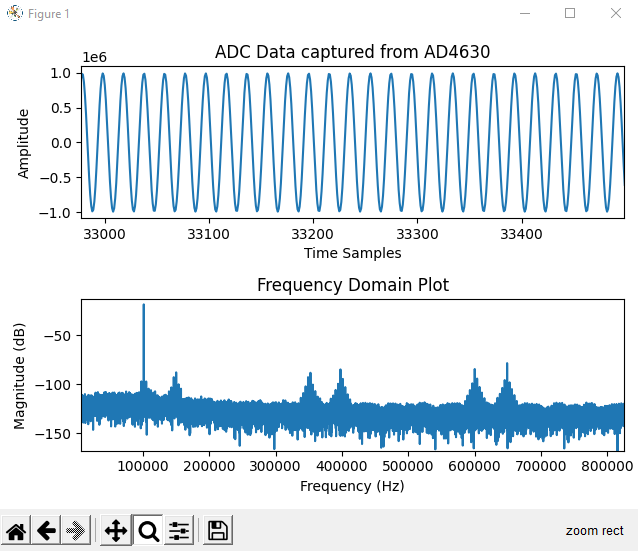 Figure 1
ADC Data captured from AD4630
1e6
1.0
0.5
0.0
−0.5
−1.0
Amplitude
33000 33100 33200 33300 33400
Time Samples
Frequency Domain Plot
−50
−100
−150
Magnitude (dB)
100000 200000 300000 400000 500000 600000 700000 800000
Frequency (Hz)
zoom rect